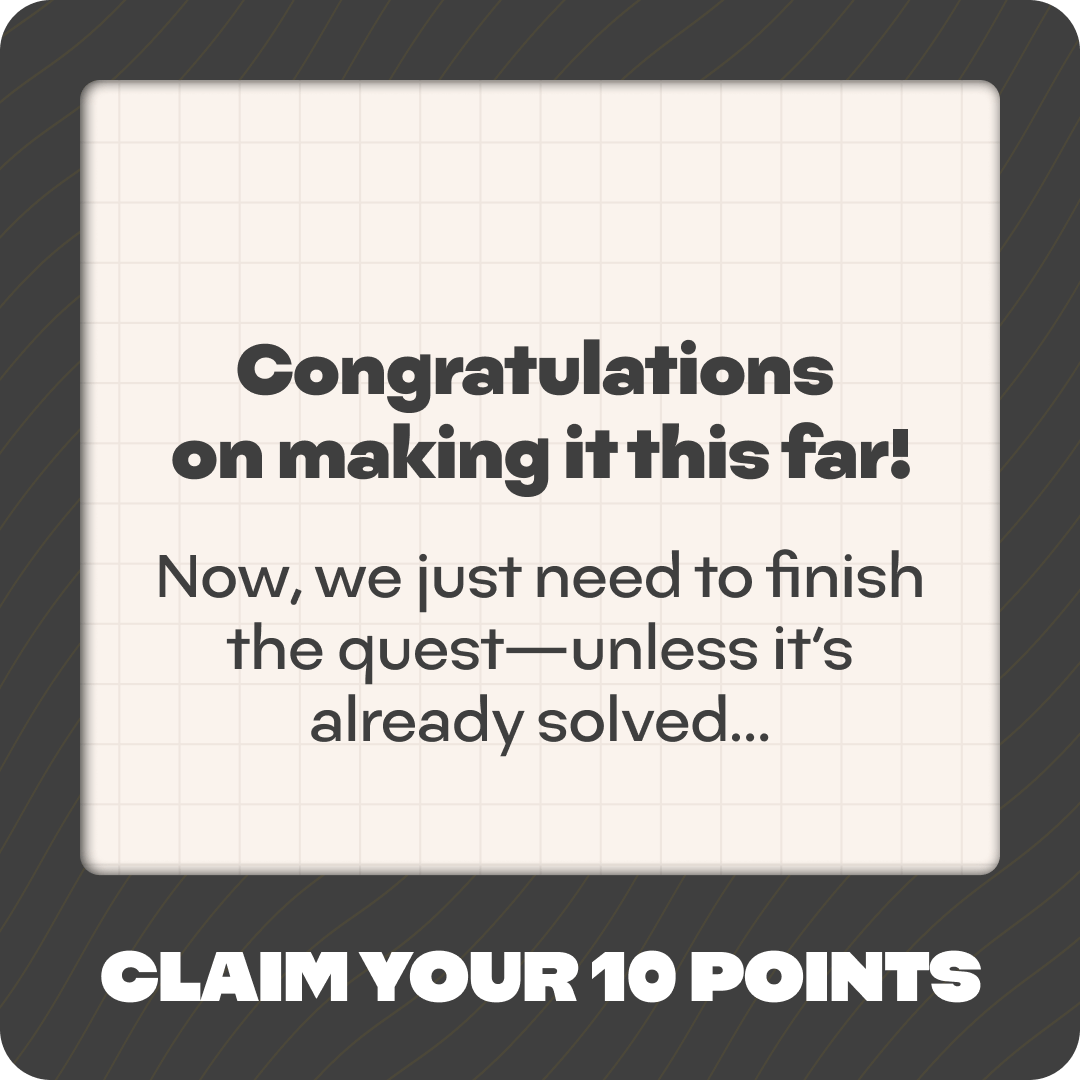 Congratulations
on making it this far!
Now, we just need to finish
the quest—unless it’s
already solved...
CLAIM YOUR 10 POINTS